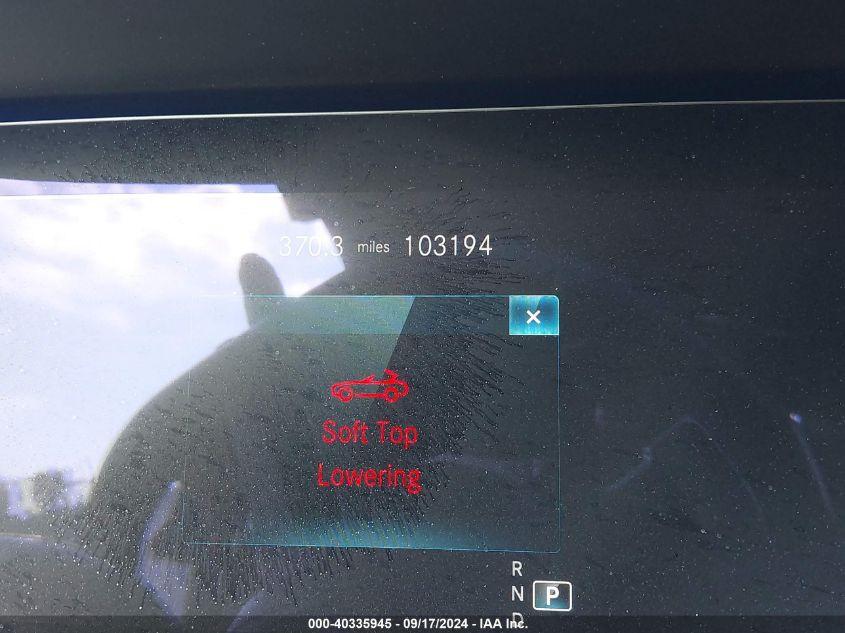 370.3 miles 103194
×
Soft Top
Lowering
R
N P
D
000-40335945 - 09/17/2024 - IAA Inc.